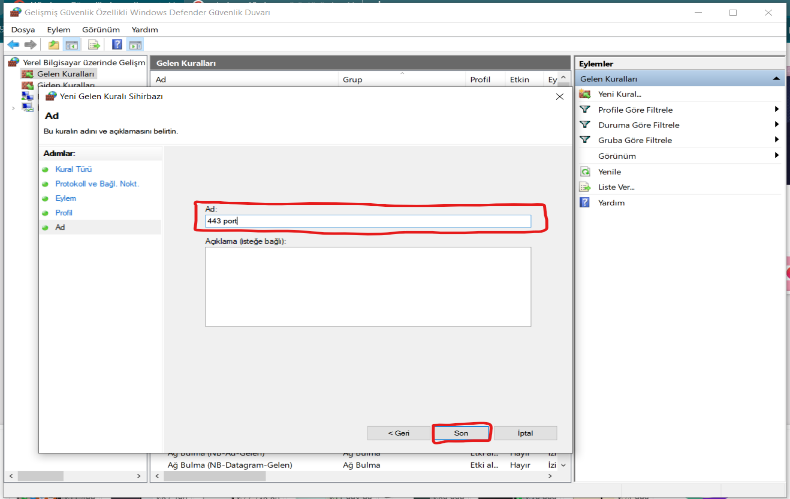 Gelişmiş Güvenlik Özellikli Windows Defender Güvenlik Duvarı
Dosya Eylem Görünüm Yardım
Yerel Bilgisayar üzerinde Gelişm
Gelen Kuralları
Giden Kuralları
Gelen Kuralları
Ad Grup Profil Etkin Ey
Yeni Gelen Kuralı Sihirbazı
Ad
Bu kuralın adını ve açıklamasını belirtin.
Adımlar:
Kural Türü
Protokoll ve Bağl. Nokt.
Eylem
Profil
Ad
Ad:
443 port
Açıklama (isteğe bağlı):
< Geri Son İptal
Ağ Bulma (NB-Ad-Gelen) Ağ Bulma Etki al... Hayır İzi
Ağ Bulma (NB-Datagram-Gelen) Ağ Bulma Etki al... Hayır İzi
Eylemler
Gelen Kuralları
Yeni Kural...
Profile Göre Filtrele
Duruma Göre Filtrele
Gruba Göre Filtrele
Görünüm
Yenile
Liste Ver...
Yardım